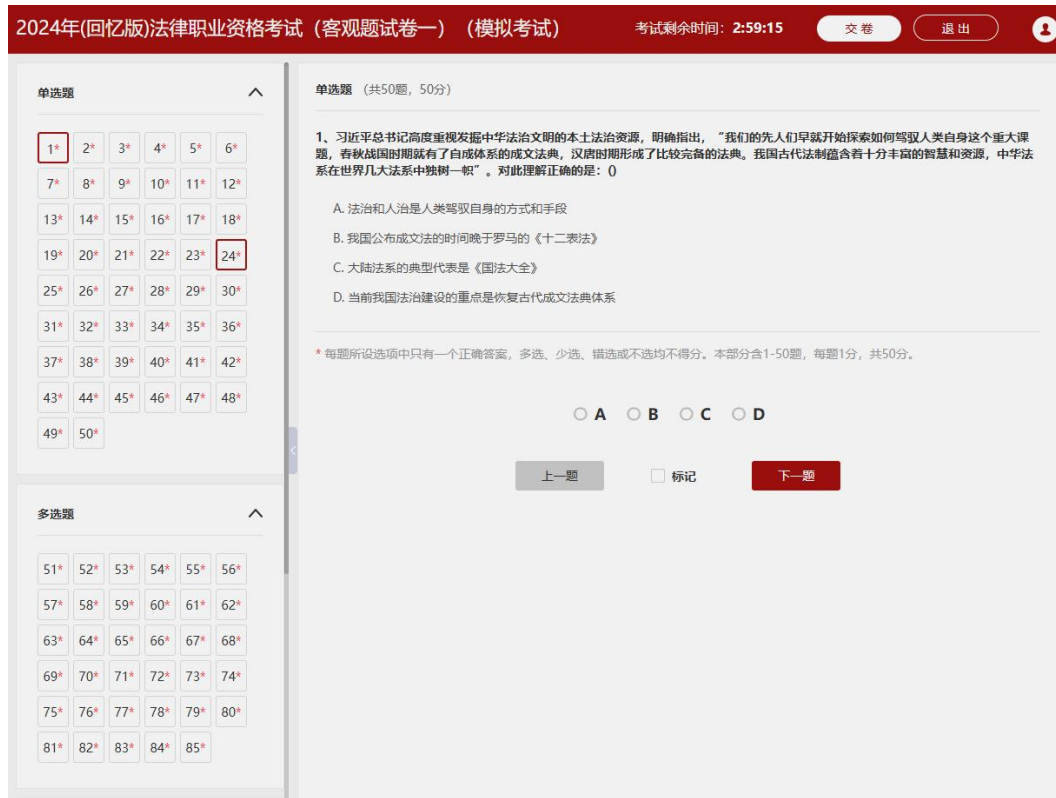 2024年(回忆版)法律职业资格考试（客观题试卷一）（模拟考试）
考试剩余时间：2:59:15
交卷
退出
单选题
1* 2* 3* 4* 5* 6*
7* 8* 9* 10* 11* 12*
13* 14* 15* 16* 17* 18*
19* 20* 21* 22* 23* 24*
25* 26* 27* 28* 29* 30*
31* 32* 33* 34* 35* 36*
37* 38* 39* 40* 41* 42*
43* 44* 45* 46* 47* 48*
49* 50*
多选题
51* 52* 53* 54* 55* 56*
57* 58* 59* 60* 61* 62*
63* 64* 65* 66* 67* 68*
69* 70* 71* 72* 73* 74*
75* 76* 77* 78* 79* 80*
81* 82* 83* 84* 85*
单选题 （共50题，50分）
1、习近平总书记高度重视发掘中华法治文明的本土法治资源，明确指出，“我们的先人们早就开始探索如何驾驭人类自身这个重大课
题，春秋战国时期就有了自成体系的成文法典，汉唐时期形成了比较完备的法典。我国古代法制蕴含着十分丰富的智慧和资源，中华法
系在世界几大法系中独树一帜”。对此理解正确的是：()
A. 法治和人治是人类驾驭自身的方式和手段
B. 我国公布成文法的时间晚于罗马的《十二表法》
C. 大陆法系的典型代表是《国法大全》
D. 当前我国法治建设的重点是恢复古代成文法典体系
* 每题所设选项中只有一个正确答案，多选、少选、错选或不选均不得分。本部分含1-50题，每题1分，共50分。
A B C D
上一题
标记
下一题